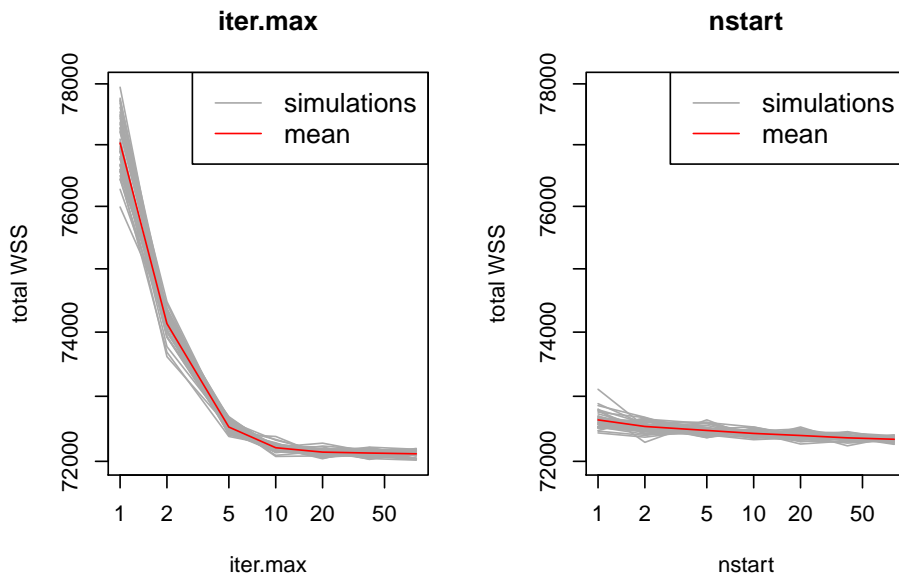 iter.max
total WSS
78000
76000
74000
72000
simulations
mean
1 2 5 10 20 50
iter.max
nstart
total WSS
78000
76000
74000
72000
simulations
mean
1 2 5 10 20 50
nstart